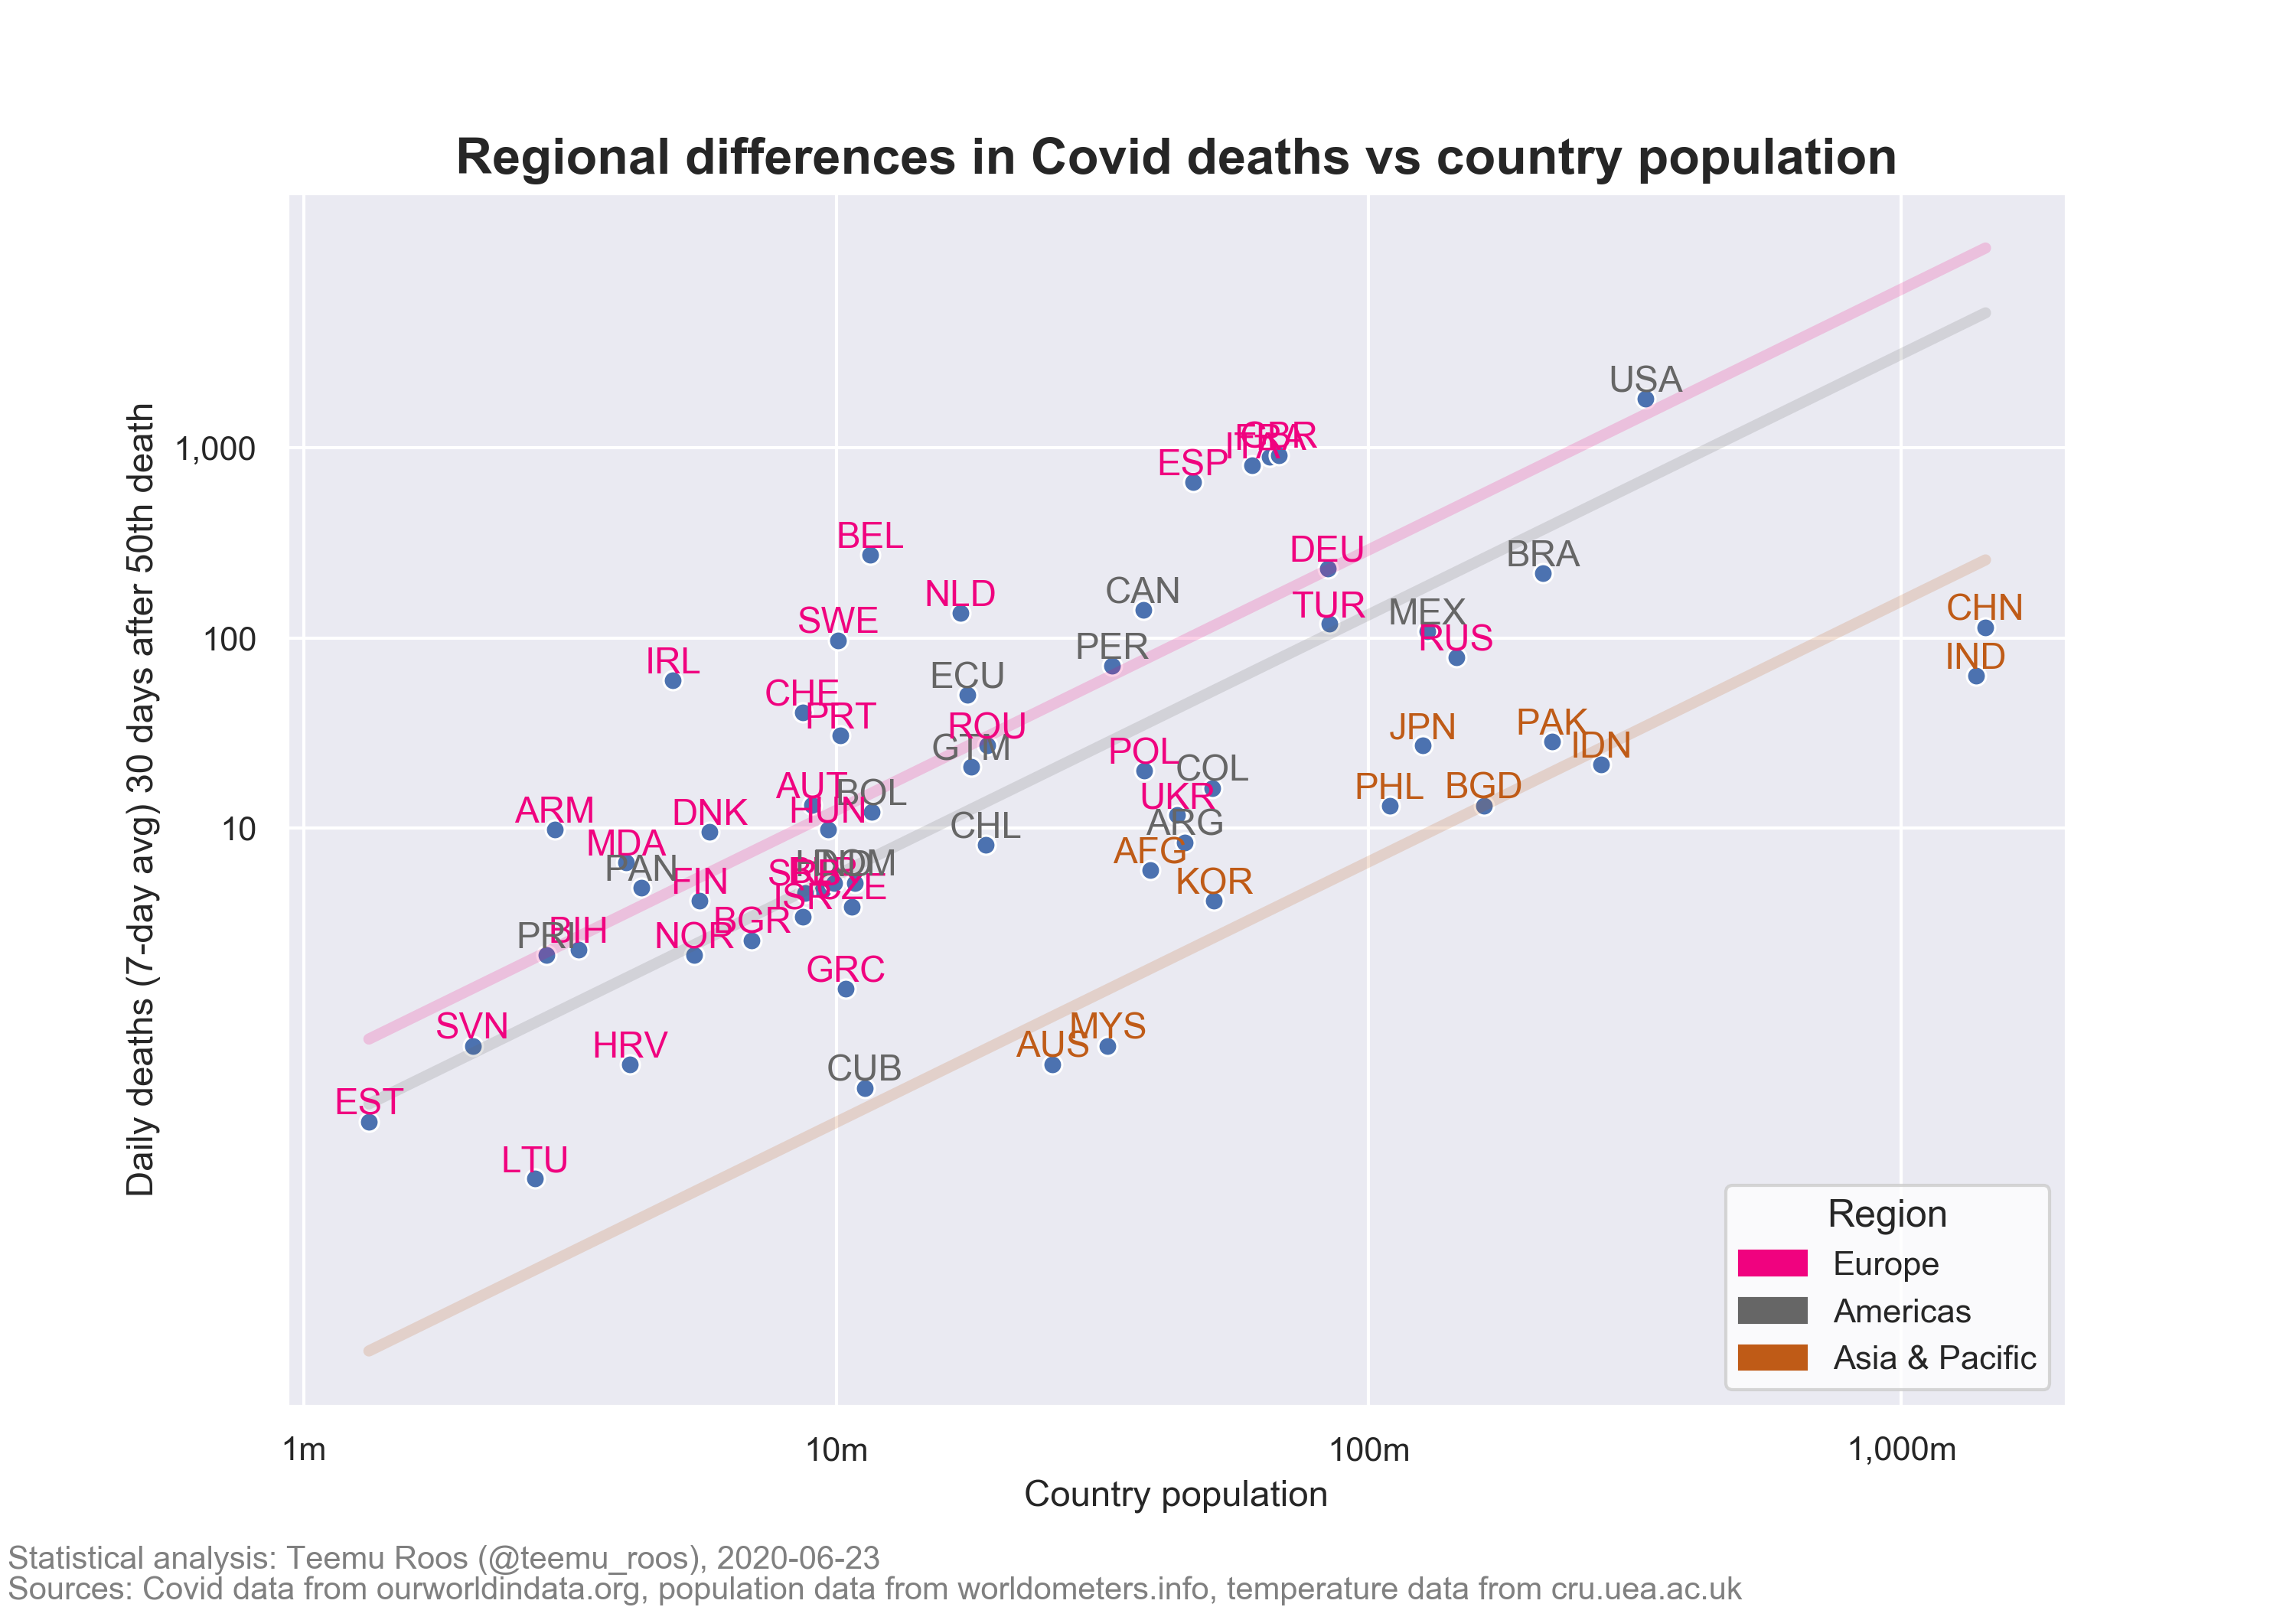 Regional differences in Covid deaths vs country population
Daily deaths (7-day avg) 30 days after 50th death
1,000
100
10
USA
ESP
BEL
DEU
BRA
NLD
CAN
TUR
MEX
CHN
SWE
RUS
PER
IND
IRL
ECU
CHE
PRT
ROU
JPN
PAK
GTM
IDN
POL
COL
AUT
BOL
PHL
BGD
UKR
ARM
DNK
HUN
CHL
ARG
MDA
AFG
PAN
FIN
KOR
ISR
CZE
BGR
PRI
BIH
NOR
GRC
SVN
MYS
HRV
AUS
CUB
EST
LTU
Region
Europe
Americas
Asia & Pacific
1m
10m
100m
1,000m
Country population
Statistical analysis: Teemu Roos (@teemu_roos), 2020-06-23
Sources: Covid data from ourworldindata.org, population data from worldometers.info, temperature data from cru.uea.ac.uk